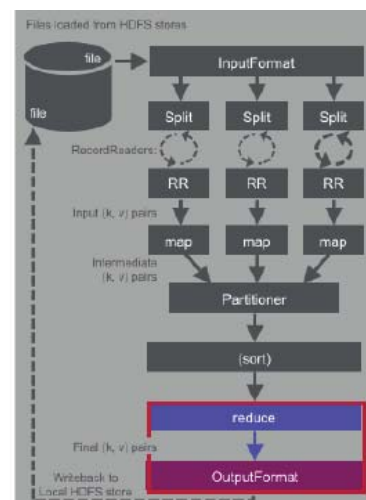 Files loaded from HDFS stores
file
InputFormat
file
Split Split Split
RecordReaders:
RR RR RR
Input (k, v) pairs
map map map
Intermediate
(k, v) pairs
Partitioner
(sort)
reduce
Final (k, v) pairs
Writeback to
Local HDFS store
OutputFormat